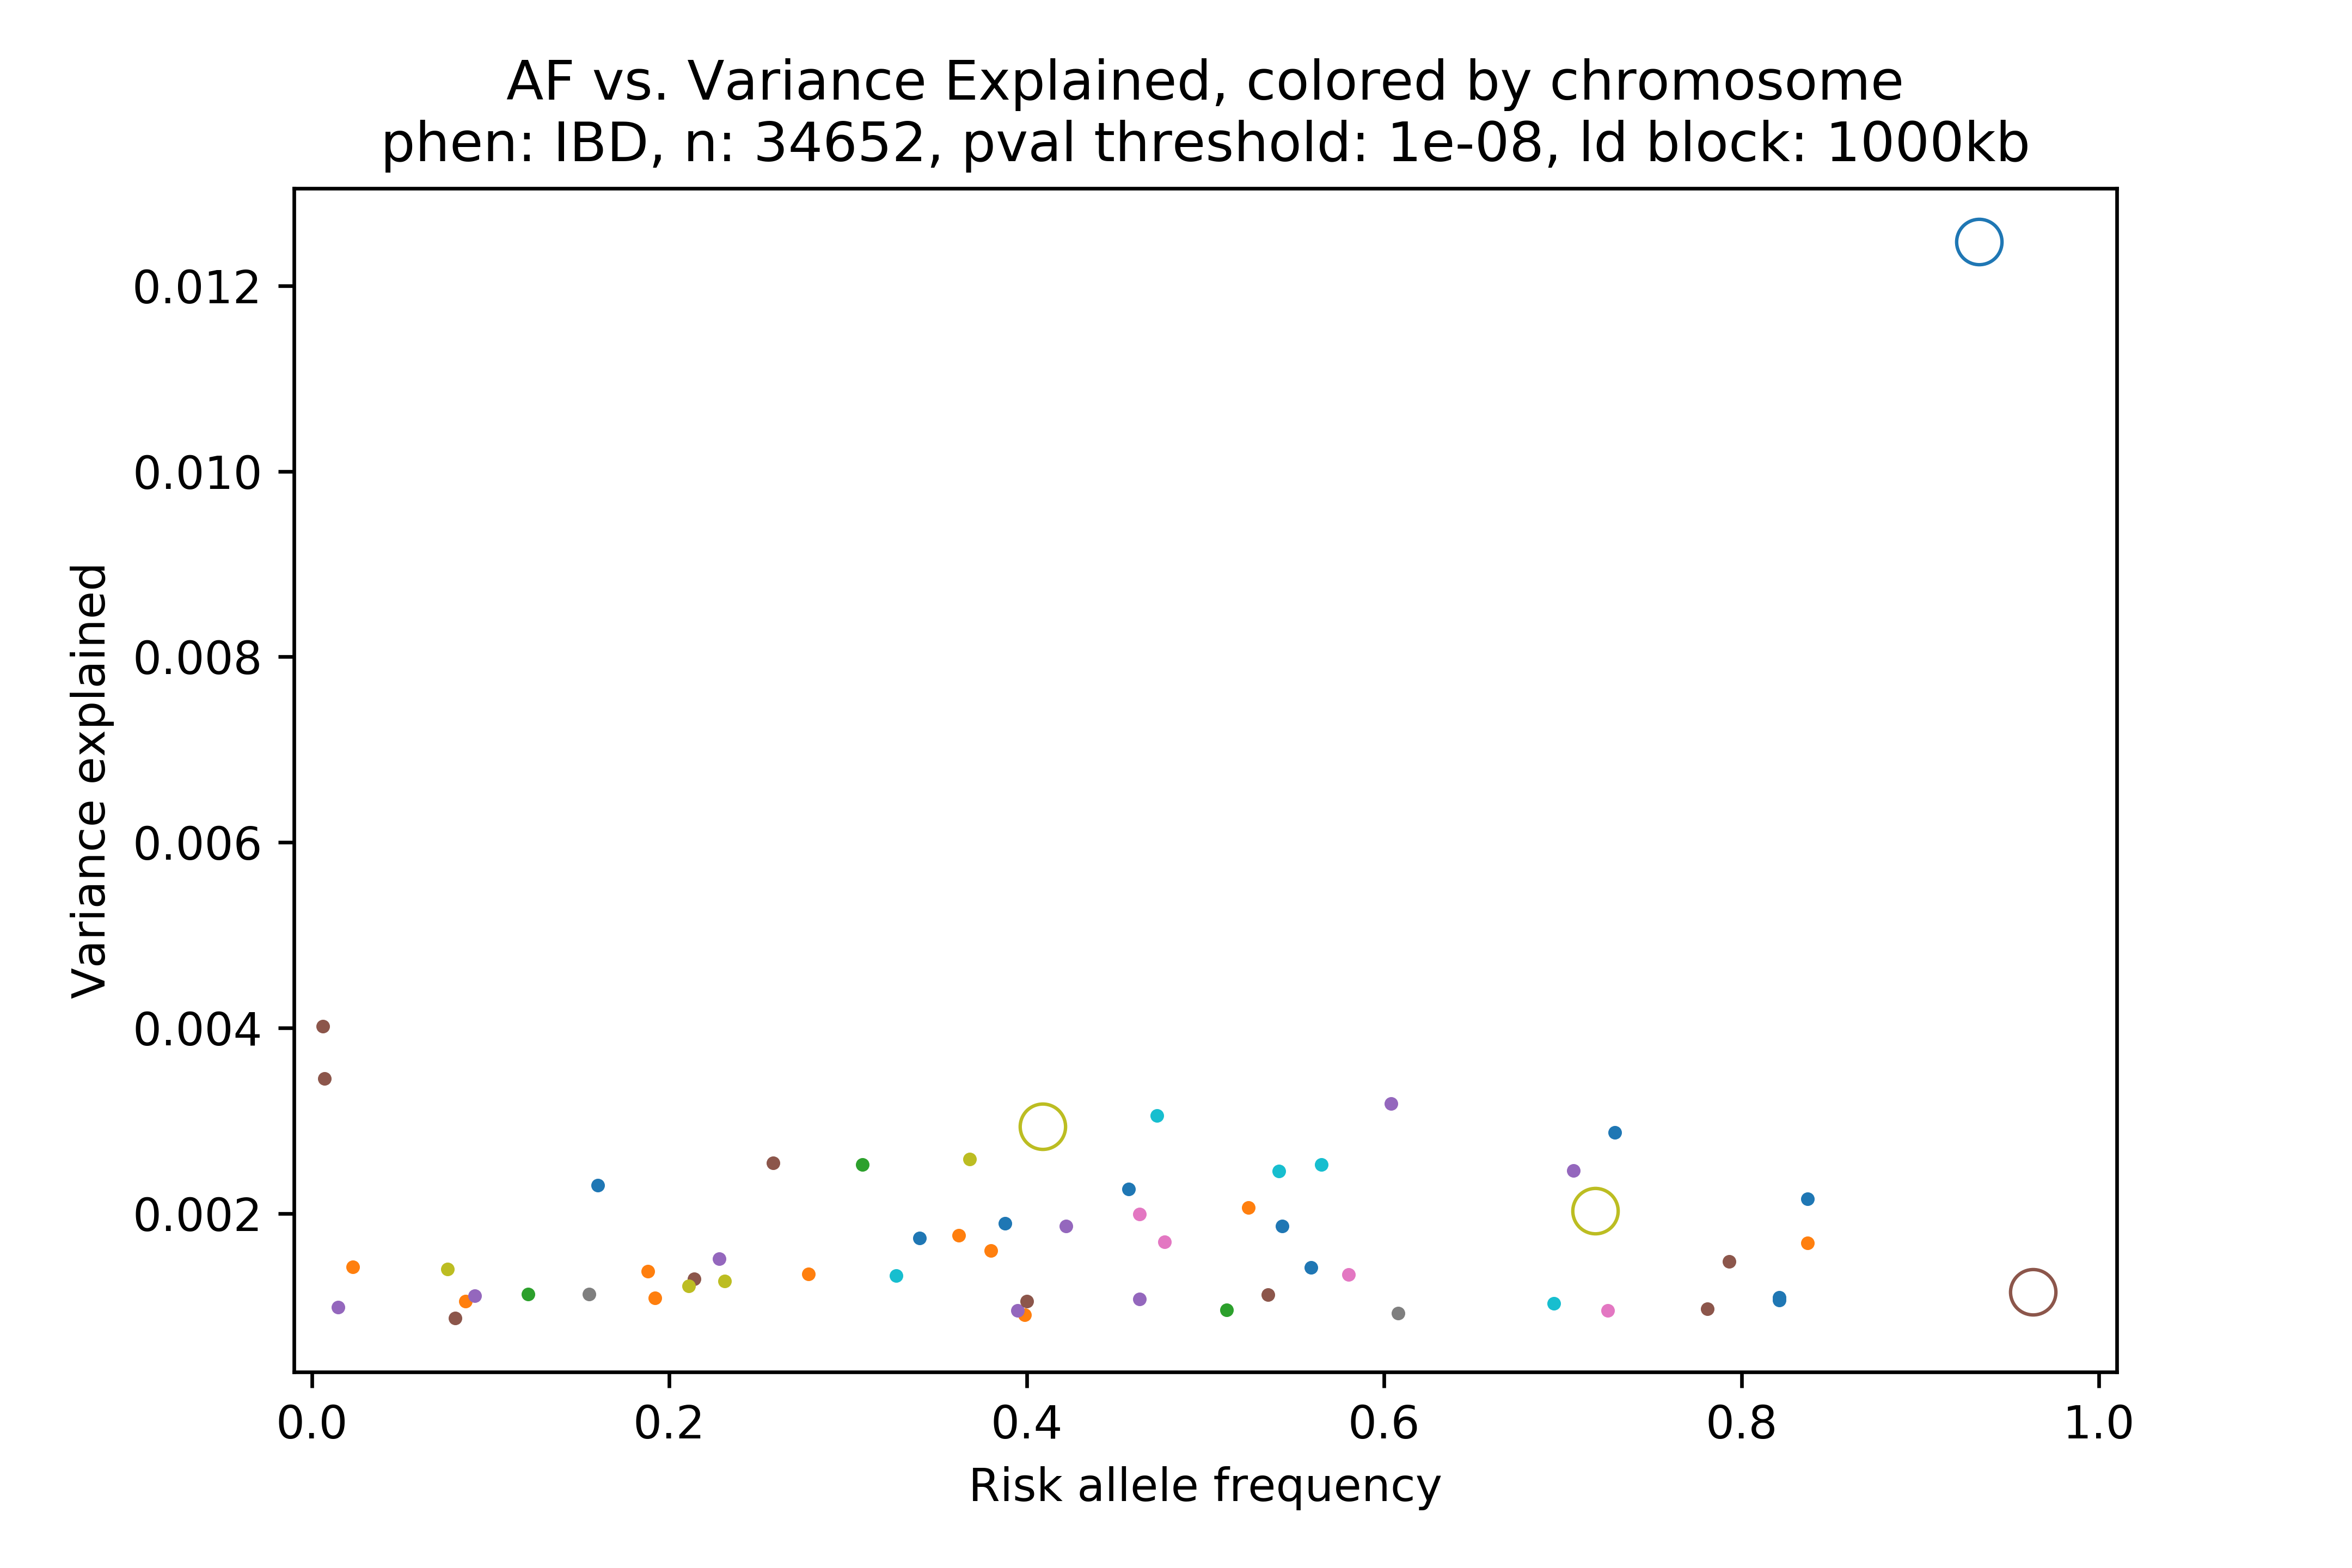 AF vs. Variance Explained, colored by chromosome
phen: IBD, n: 34652, pval threshold: 1e-08, ld block: 1000kb
0.012
0.010
0.008
0.006
0.004
0.002
Variance explained
0.0 0.2 0.4 0.6 0.8 1.0
Risk allele frequency